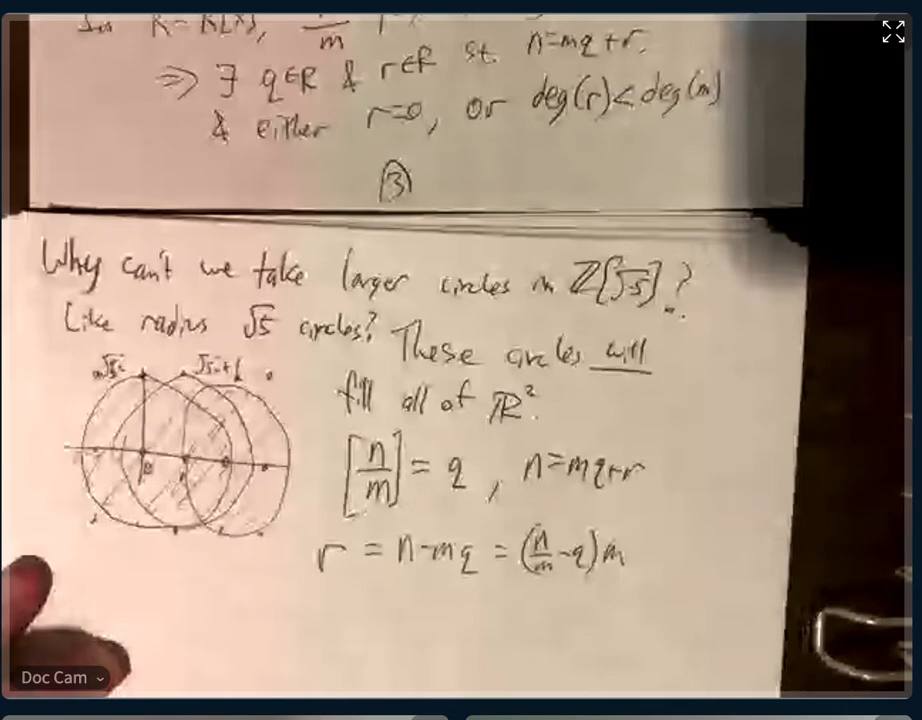 R = k[x], n/m
⇒ ∃ q∈R & r∈R st. n=mq+r.
& either r=0, or deg(r)<deg(m)
③
Why can't we take larger circles in ℤ[√-5]?
Like radius √5 circles? These circles will
fill all of ℝ².
√5i √5i+1
0
[n/m] = q, n=mq+r
r = n-mq = (n/m-q)m
Doc Cam